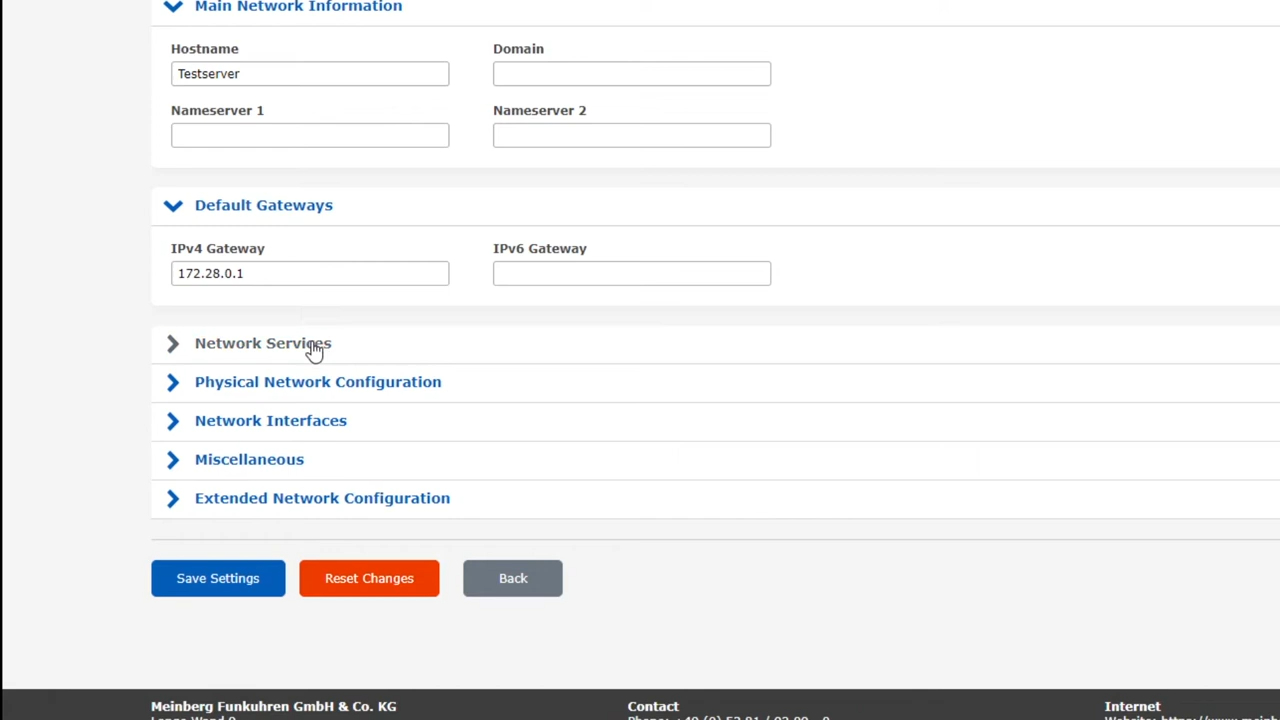 Main Network Information
Hostname Domain
Testserver
Nameserver 1 Nameserver 2
Default Gateways
IPv4 Gateway IPv6 Gateway
172.28.0.1
Network Services
Physical Network Configuration
Network Interfaces
Miscellaneous
Extended Network Configuration
Save Settings Reset Changes Back
Meinberg Funkuhren GmbH & Co. KG Contact Internet